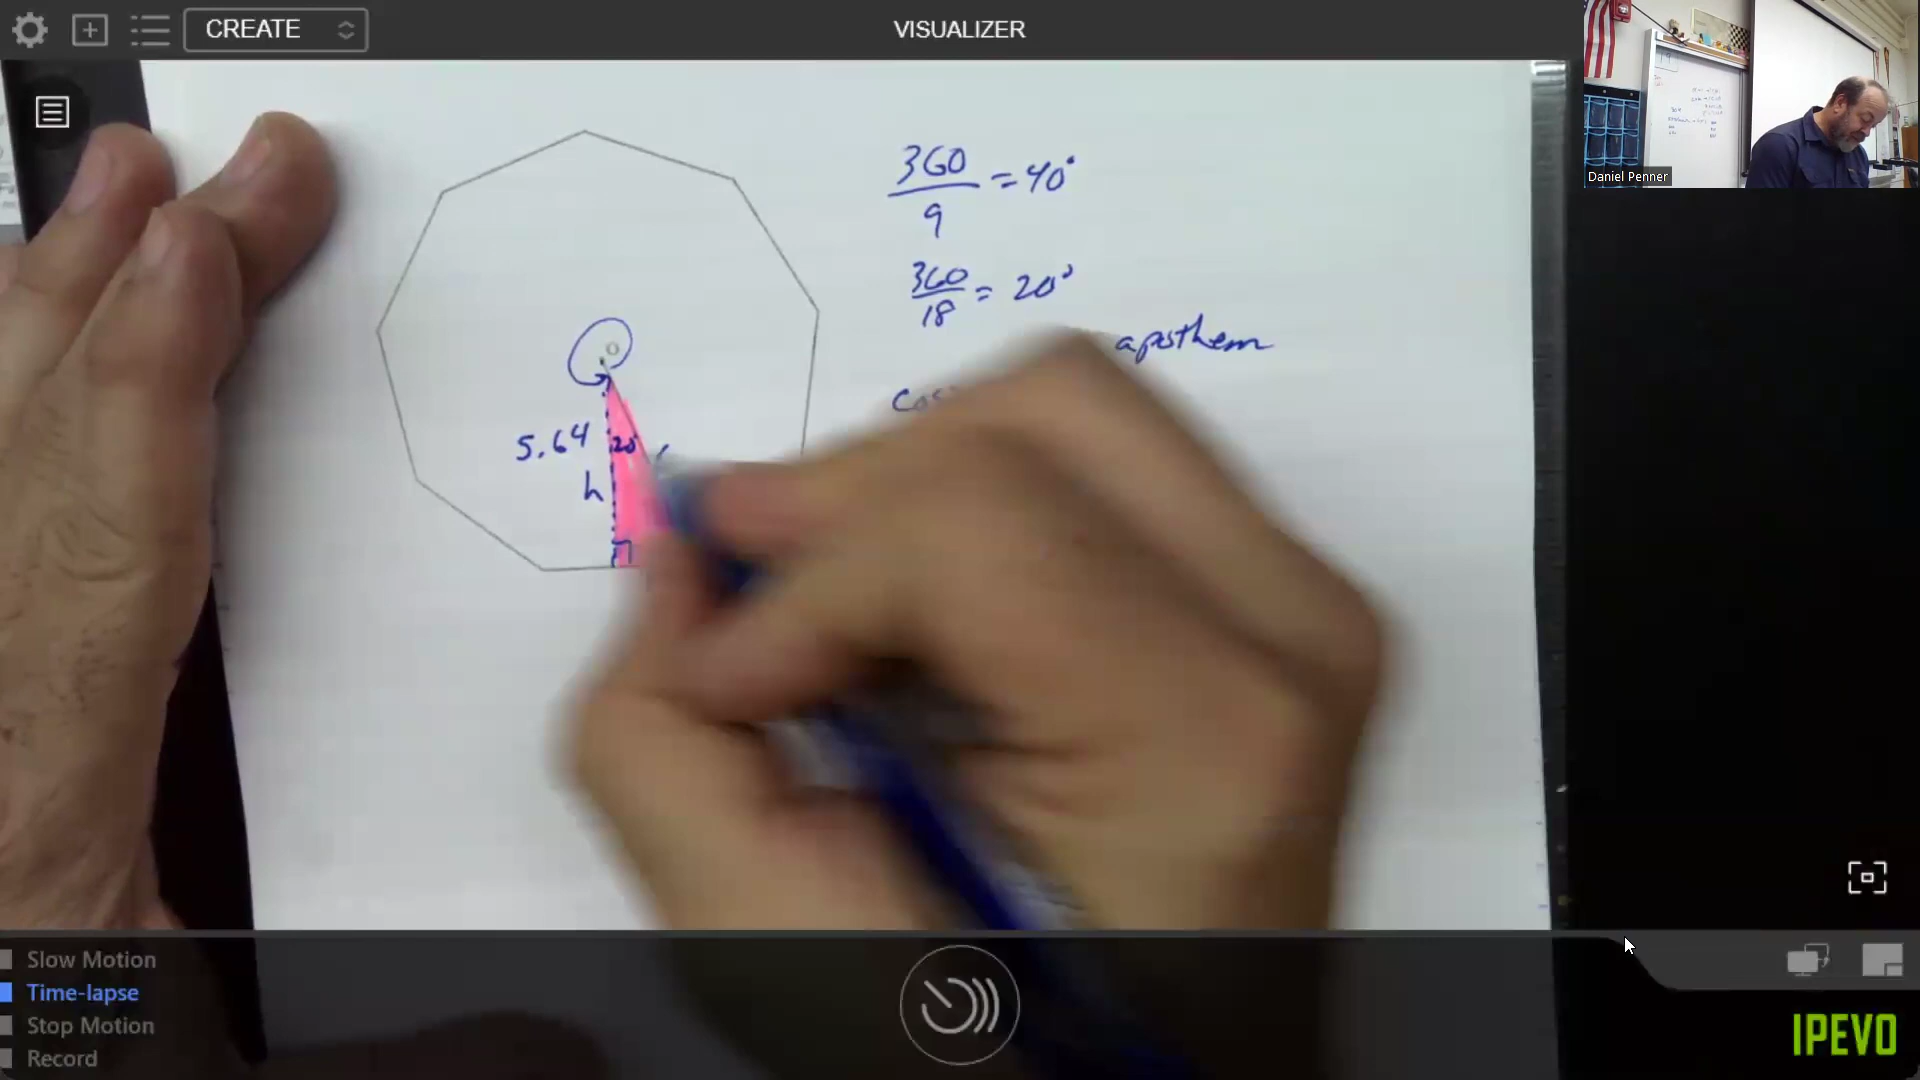 CREATE
VISUALIZER
Daniel Penner
360
9
= 40°
360
18
= 20°
apothem
cos
5.64
20
h
Slow Motion
Time-lapse
Stop Motion
Record
IPEVO